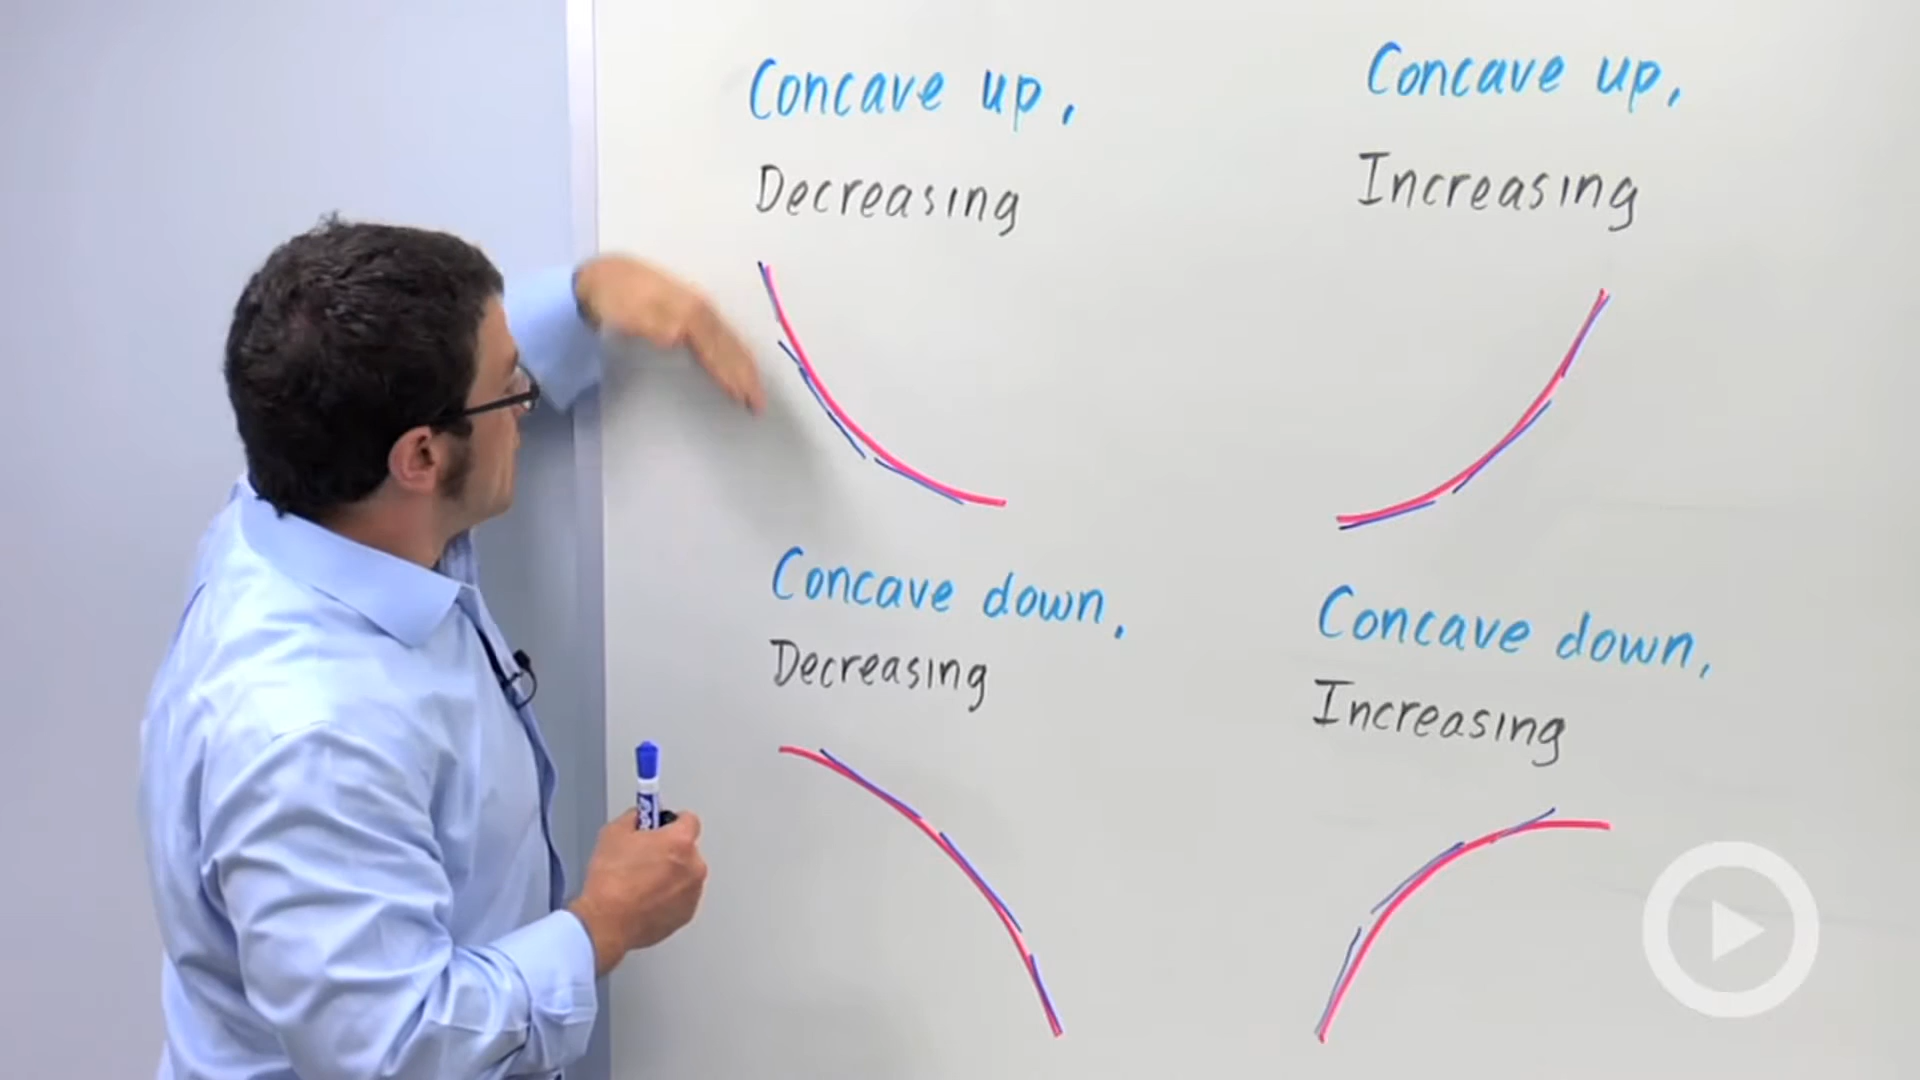 Concave up,
Decreasing
Concave up,
Increasing
Concave down,
Decreasing
Concave down,
Increasing